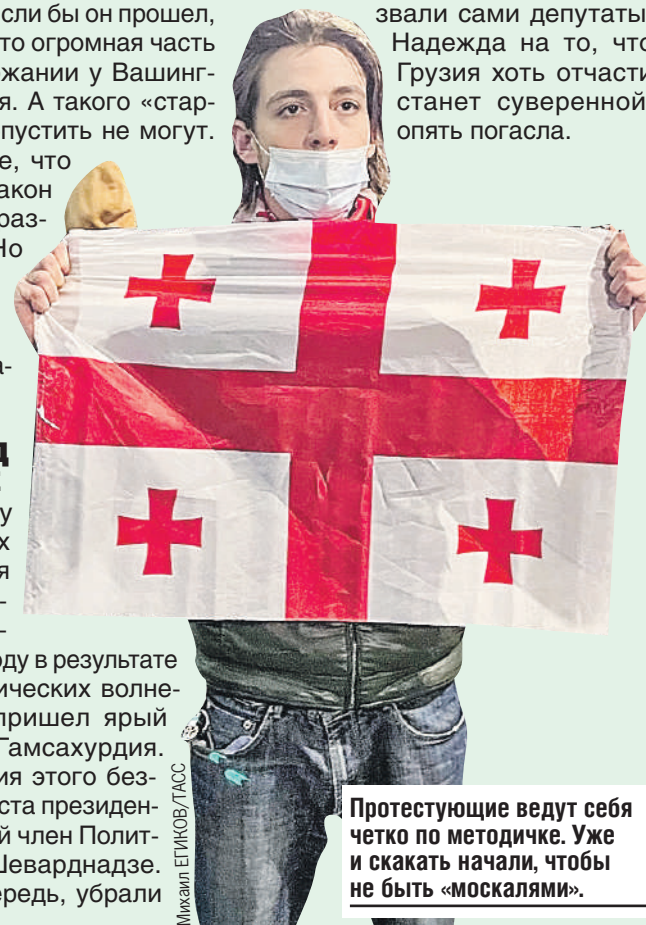 сли бы он прошел,
то огромная часть
жании у Вашинг-
я. А такого «стар-
пустить не могут.
е, что
акон
раз-
Но
а-
д
у
х
я
–
–
оду в результате
ических волне-
пришел ярый
Гамсахурдия.
ия этого без-
ста президен-
й член Полит-
Шеварднадзе.
ередь, убрали
звали сами депутаты
Надежда на то, что
Грузия хоть отчасти
станет суверенной
опять погасла.
Михаил ЕГИКОВ/ТАСС
Протестующие ведут себя
четко по методичке. Уже
и скакать начали, чтобы
не быть «москалями».